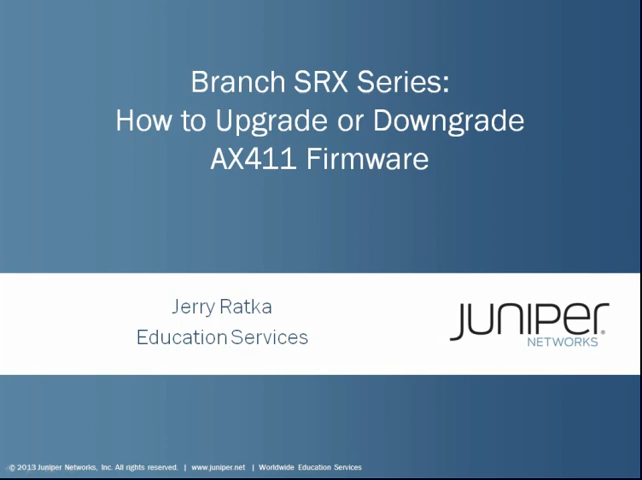 Branch SRX Series:
How to Upgrade or Downgrade
AX411 Firmware
Jerry Ratka
Education Services
JUNIPER
NETWORKS
© 2013 Juniper Networks, Inc. All rights reserved. | www.juniper.net | Worldwide Education Services